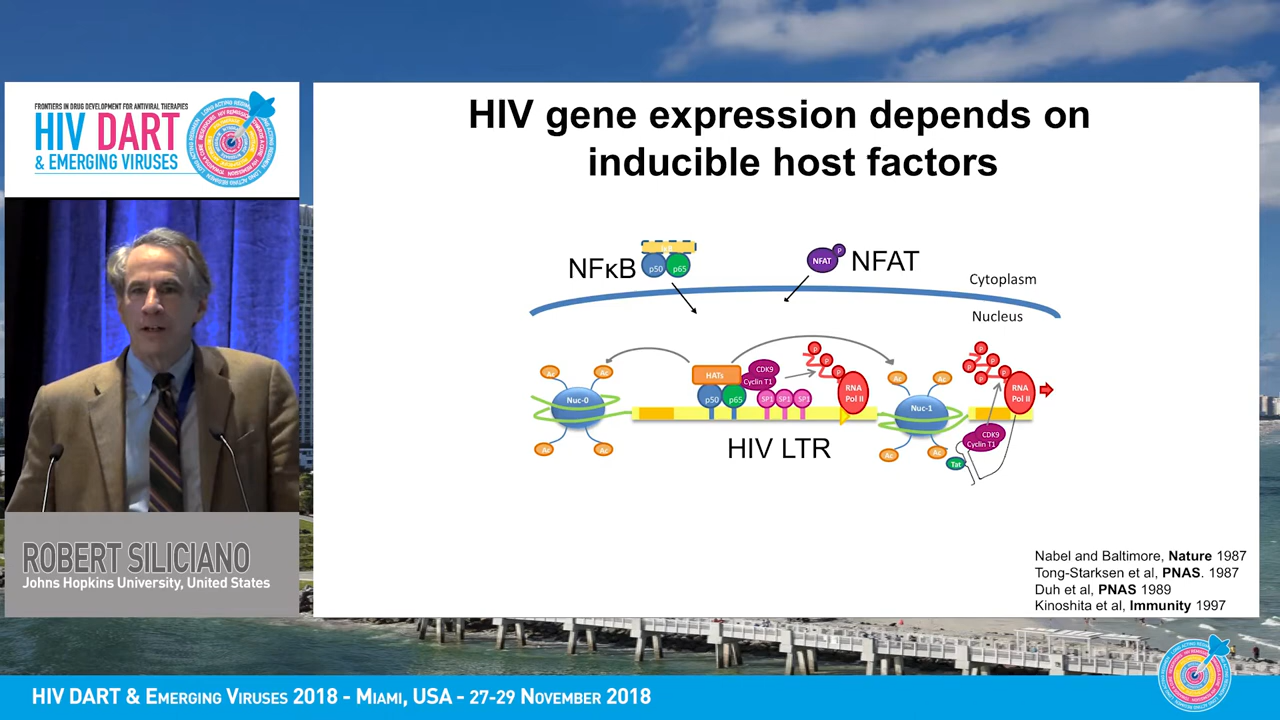 FRONTIERS IN DRUG DEVELOPMENT FOR ANTIVIRAL THERAPIES
HIV DART
& EMERGING VIRUSES
ROBERT SILICIANO
Johns Hopkins University, United States
HIV gene expression depends on
inducible host factors
IκB
NFκB
p50
p65
NFAT
P
NFAT
Cytoplasm
Nucleus
Ac
Ac
Nuc-0
Ac
Ac
HATs
p50
p65
CDK9
Cyclin T1
SP1
SP1
SP1
P
P
P
RNA
Pol II
HIV LTR
Ac
Ac
Nuc-1
Ac
Ac
P
P
P
P
P
RNA
Pol II
CDK9
Cyclin T1
Tat
Nabel and Baltimore, Nature 1987
Tong-Starksen et al, PNAS. 1987
Duh et al, PNAS 1989
Kinoshita et al, Immunity 1997
HIV DART & EMERGING VIRUSES 2018 - MIAMI, USA - 27-29 NOVEMBER 2018